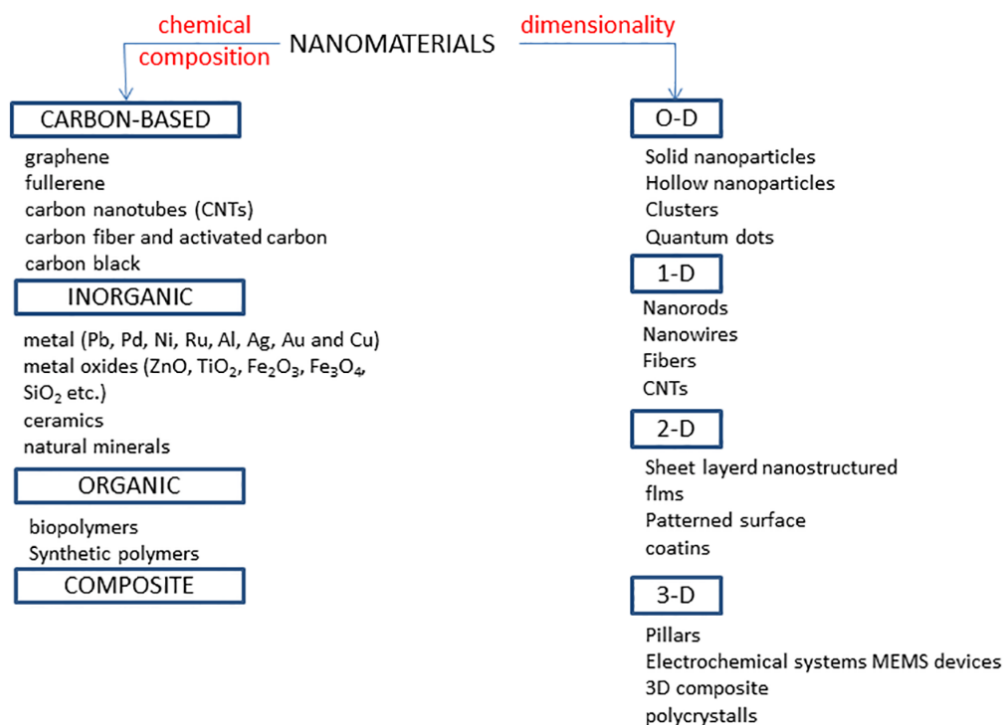 chemical
composition
NANOMATERIALS
dimensionality
CARBON-BASED
graphene
fullerene
carbon nanotubes (CNTs)
carbon fiber and activated carbon
carbon black
INORGANIC
metal (Pb, Pd, Ni, Ru, Al, Ag, Au and Cu)
metal oxides (ZnO, TiO₂, Fe₂O₃, Fe₃O₄,
SiO₂ etc.)
ceramics
natural minerals
ORGANIC
biopolymers
Synthetic polymers
COMPOSITE
O-D
Solid nanoparticles
Hollow nanoparticles
Clusters
Quantum dots
1-D
Nanorods
Nanowires
Fibers
CNTs
2-D
Sheet layerd nanostructured
flms
Patterned surface
coatins
3-D
Pillars
Electrochemical systems MEMS devices
3D composite
polycrystalls